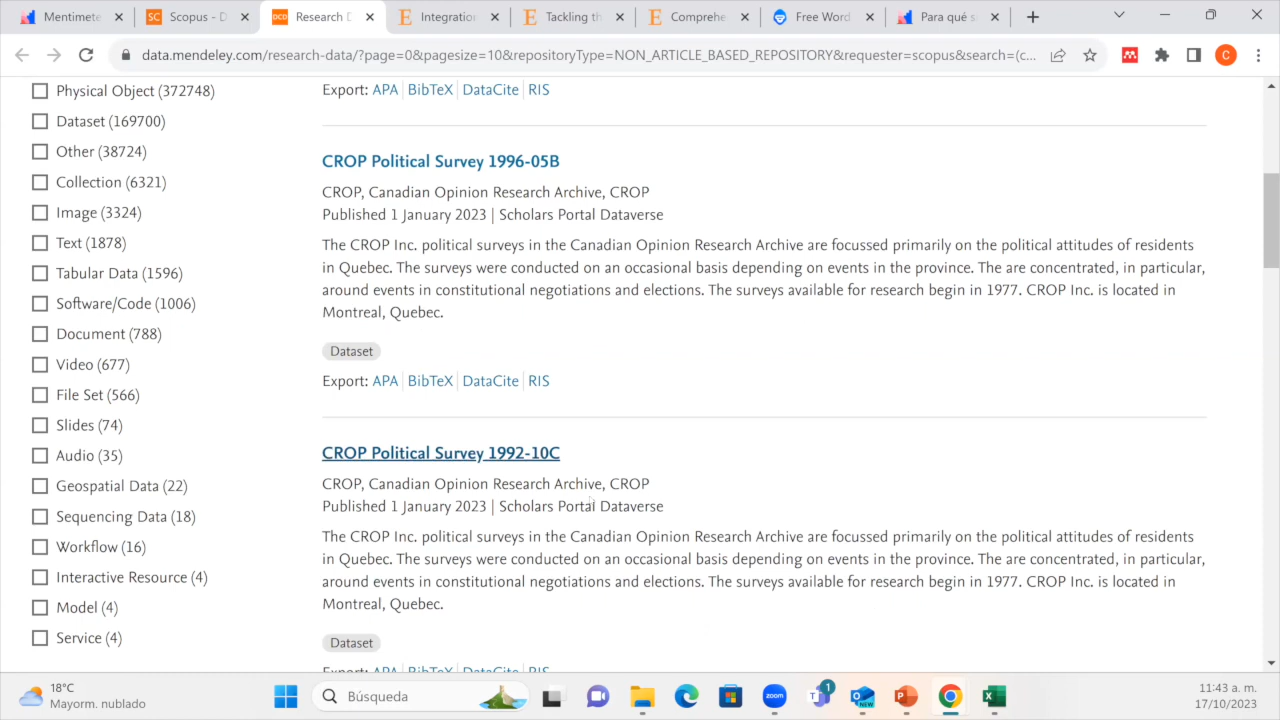 Mentimete
Scopus - D
Research D
Integration
Tackling th
Comprehe
Free Word
Para qué s
data.mendeley.com/research-data/?page=0&pagesize=10&repositoryType=NON_ARTICLE_BASED_REPOSITORY&requester=scopus&search=(c...
C
Physical Object (372748)
Dataset (169700)
Other (38724)
Collection (6321)
Image (3324)
Text (1878)
Tabular Data (1596)
Software/Code (1006)
Document (788)
Video (677)
File Set (566)
Slides (74)
Audio (35)
Geospatial Data (22)
Sequencing Data (18)
Workflow (16)
Interactive Resource (4)
Model (4)
Service (4)
Export: APA BibTeX DataCite RIS
CROP Political Survey 1996-05B
CROP, Canadian Opinion Research Archive, CROP
Published 1 January 2023 | Scholars Portal Dataverse
The CROP Inc. political surveys in the Canadian Opinion Research Archive are focussed primarily on the political attitudes of residents
in Quebec. The surveys were conducted on an occasional basis depending on events in the province. The are concentrated, in particular,
around events in constitutional negotiations and elections. The surveys available for research begin in 1977. CROP Inc. is located in
Montreal, Quebec.
Dataset
Export: APA BibTeX DataCite RIS
CROP Political Survey 1992-10C
CROP, Canadian Opinion Research Archive, CROP
Published 1 January 2023 | Scholars Portal Dataverse
The CROP Inc. political surveys in the Canadian Opinion Research Archive are focussed primarily on the political attitudes of residents
in Quebec. The surveys were conducted on an occasional basis depending on events in the province. The are concentrated, in particular,
around events in constitutional negotiations and elections. The surveys available for research begin in 1977. CROP Inc. is located in
Montreal, Quebec.
Dataset
Export: APA BibTeX DataCite RIS
18°C
Mayorm. nublado
Búsqueda
zoom
1
NEW
11:43 a. m.
17/10/2023